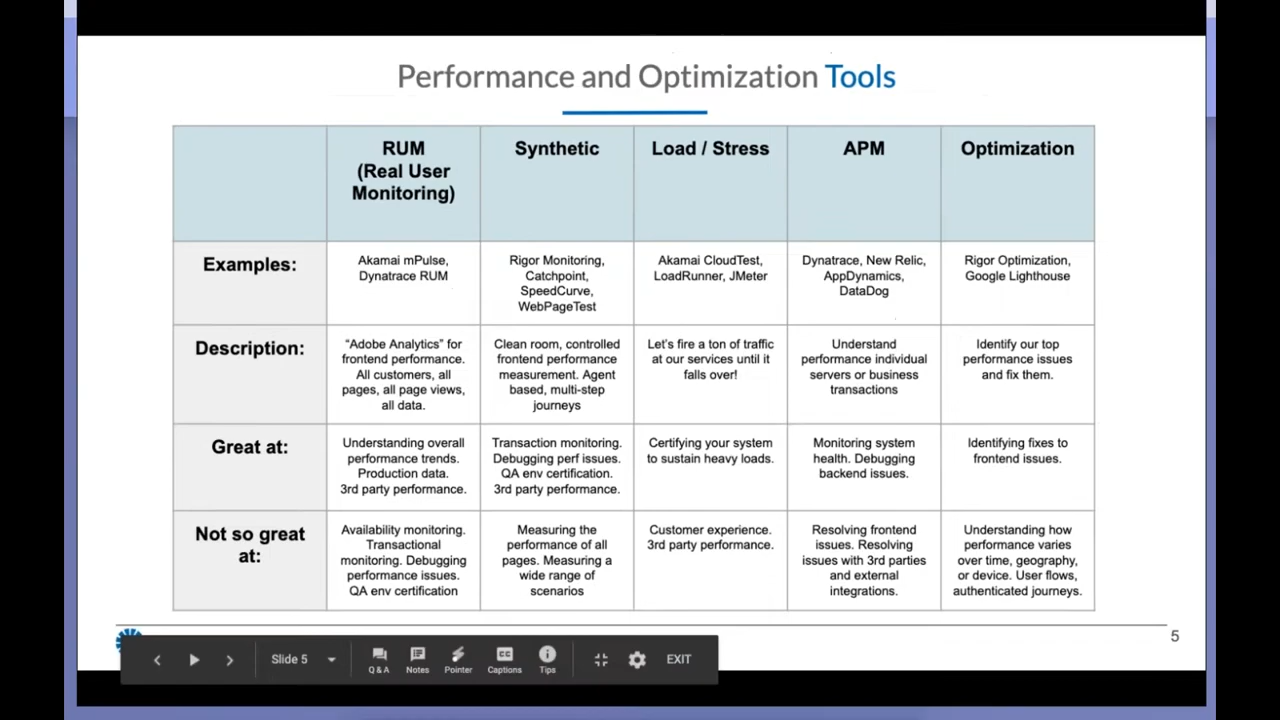 Performance and Optimization Tools
RUM
(Real User
Monitoring)
Synthetic
Load / Stress
APM
Optimization
Examples:
Akamai mPulse,
Dynatrace RUM
Rigor Monitoring,
Catchpoint,
SpeedCurve,
WebPageTest
Akamai CloudTest,
LoadRunner, JMeter
Dynatrace, New Relic,
AppDynamics,
DataDog
Rigor Optimization,
Google Lighthouse
Description:
“Adobe Analytics” for
frontend performance.
All customers, all
pages, all page views,
all data.
Clean room, controlled
frontend performance
measurement. Agent
based, multi-step
journeys
Let’s fire a ton of traffic
at our services until it
falls over!
Understand
performance individual
servers or business
transactions
Identify our top
performance issues
and fix them.
Great at:
Understanding overall
performance trends.
Production data.
3rd party performance.
Transaction monitoring.
Debugging perf issues.
QA env certification.
3rd party performance.
Certifying your system
to sustain heavy loads.
Monitoring system
health. Debugging
backend issues.
Identifying fixes to
frontend issues.
Not so great
at:
Availability monitoring.
Transactional
monitoring. Debugging
performance issues.
QA env certification
Measuring the
performance of all
pages. Measuring a
wide range of
scenarios
Customer experience.
3rd party performance.
Resolving frontend
issues. Resolving
issues with 3rd parties
and external
integrations.
Understanding how
performance varies
over time, geography,
or device. User flows,
authenticated journeys.
5
Slide 5
Q & A
Notes
Pointer
CC
Captions
Tips
EXIT